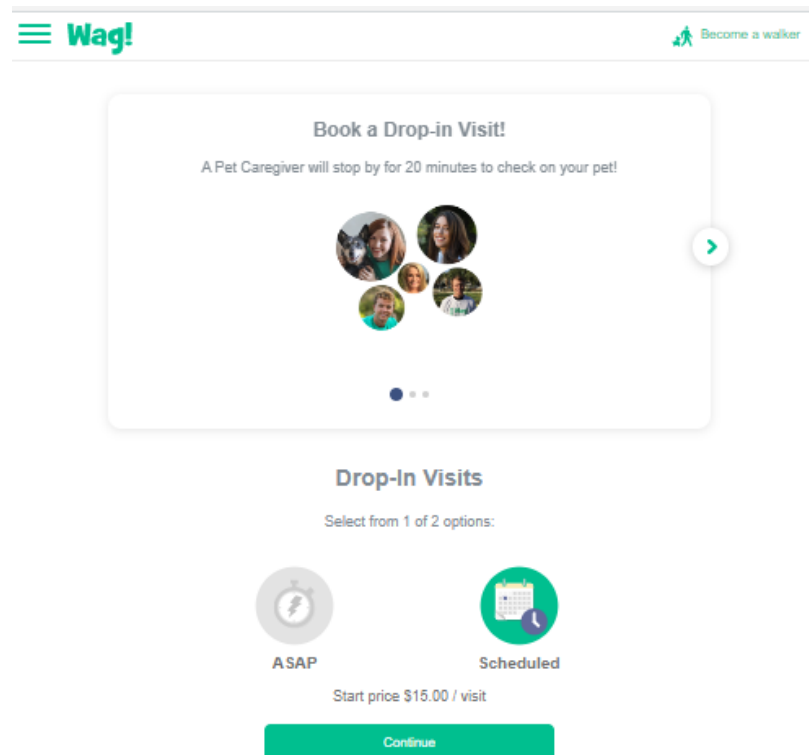 Wag!
Become a walker
Book a Drop-in Visit!
A Pet Caregiver will stop by for 20 minutes to check on your pet!
Drop-In Visits
Select from 1 of 2 options:
ASAP
Scheduled
Start price $15.00 / visit
Continue